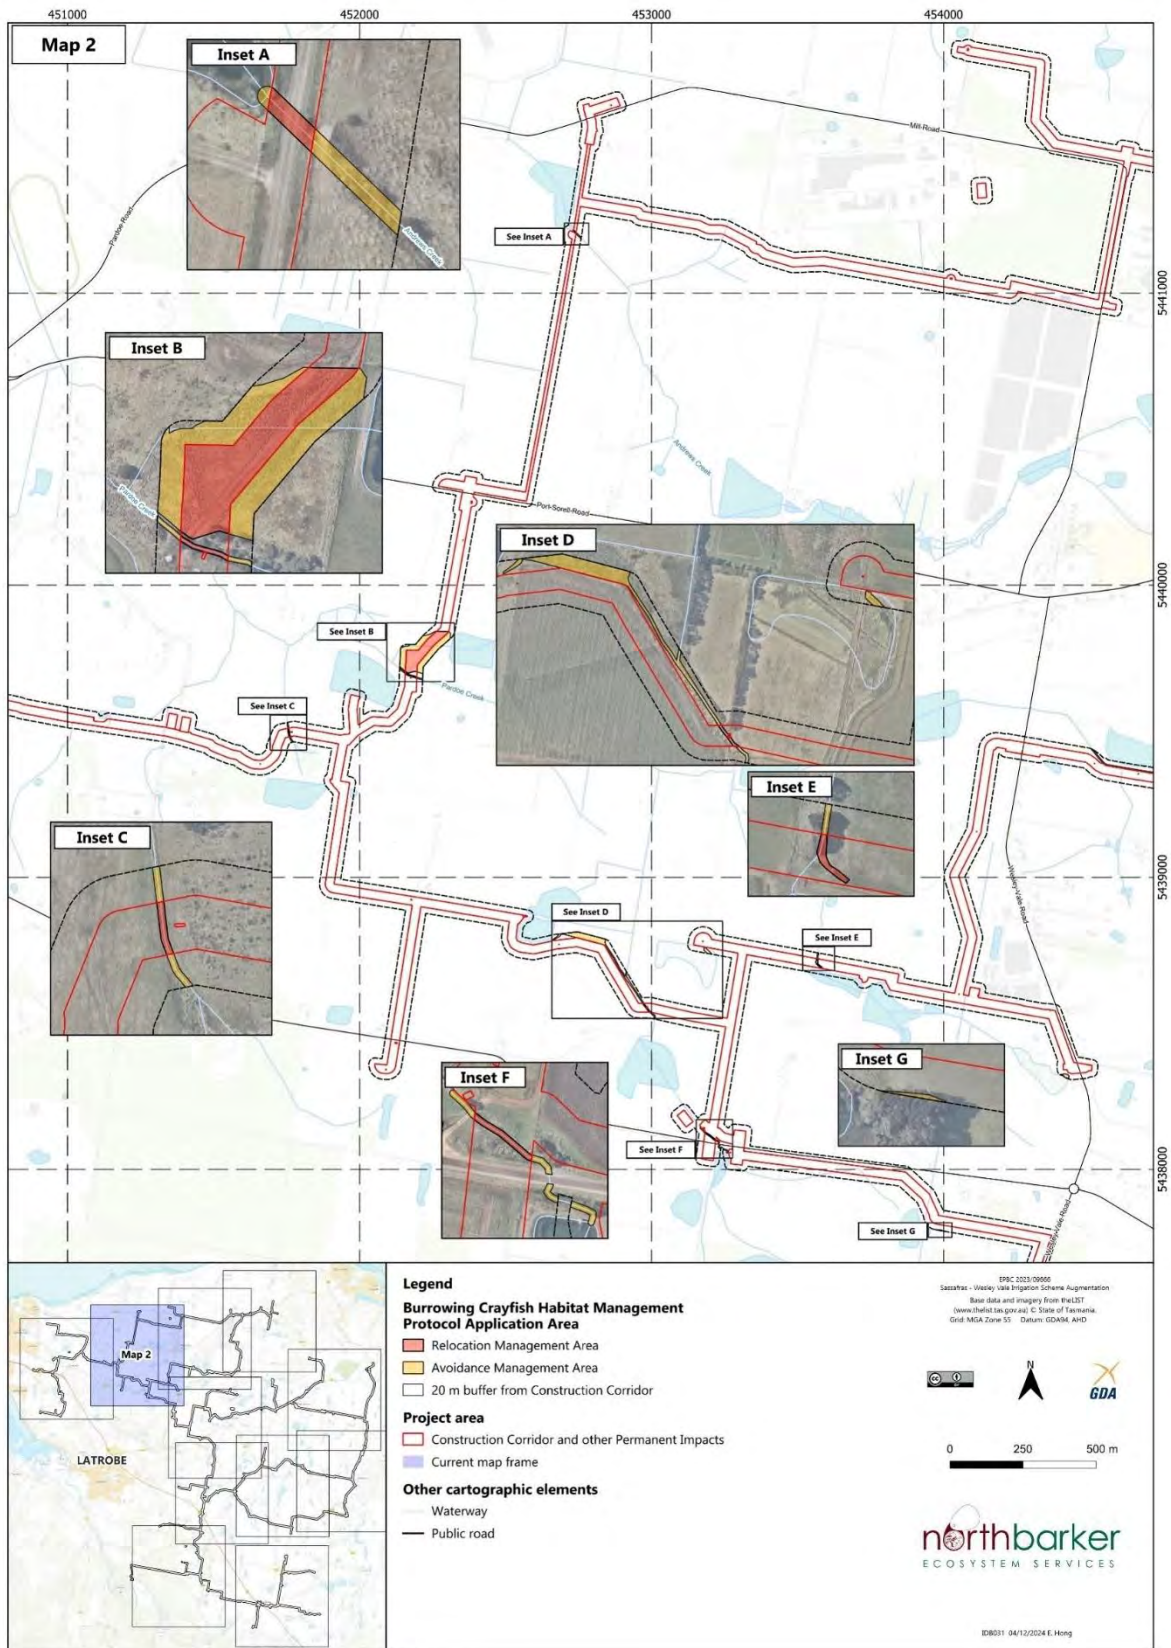 451000
452000
453000
454000
Map 2
Inset A
Mill Road
Pardoe Road
Andrews Creek
See Inset A
5441000
Inset B
Pardoe Creek
Andrews Creek
Port Sorell Road
Inset D
5440000
See Inset B
Pardoe Creek
See Inset C
Inset E
Inset C
5439000
Wesley Vale Road
See Inset D
See Inset E
Inset G
Inset F
See Inset F
5438000
See Inset G
Wesley Vale Road
Map 2
LATROBE
Legend
Burrowing Crayfish Habitat Management
Protocol Application Area
Relocation Management Area
Avoidance Management Area
20 m buffer from Construction Corridor
Project area
Construction Corridor and other Permanent Impacts
Current map frame
Other cartographic elements
Waterway
Public road
EPBC 2023/09666
Sassafras - Wesley Vale Irrigation Scheme Augmentation
Base data and imagery from theLIST
(www.thelist.tas.gov.au) © State of Tasmania.
Grid: MGA Zone 55 Datum: GDA94, AHD
cc
BY
N
GDA
0 250 500 m
northbarker
ECOSYSTEM SERVICES
IDB031 04/12/2024 E. Hong